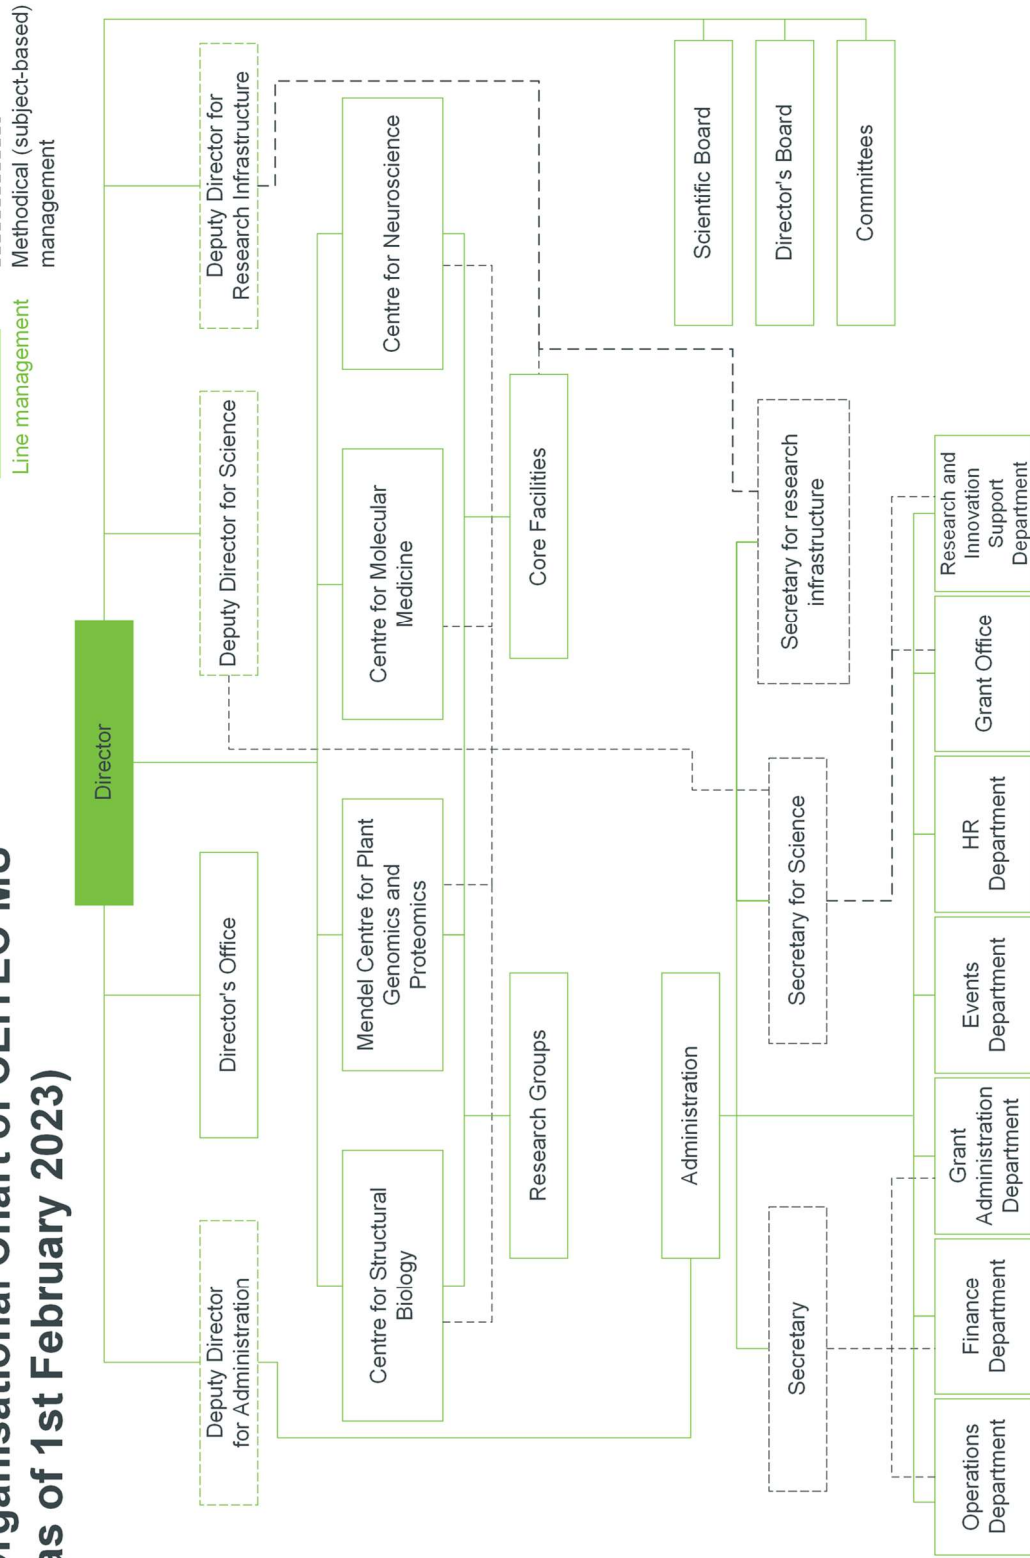 Chart of CEITEC MU
as of 1st February 2023)
Line management
Methodical (subject-based)
management
Director
Deputy Director
for Administration
Director's Office
Deputy Director for Science
Deputy Director for
Research Infrastructure
Centre for Structural
Biology
Mendel Centre for Plant
Genomics and
Proteomics
Centre for Molecular
Medicine
Centre for Neuroscience
Research Groups
Core Facilities
Administration
Scientific Board
Director's Board
Committees
Secretary
Secretary for Science
Secretary for research
infrastructure
Operations
Department
Finance
Department
Grant
Administration
Department
Events
Department
HR
Department
Grant Office
Research and
Innovation
Support
Department